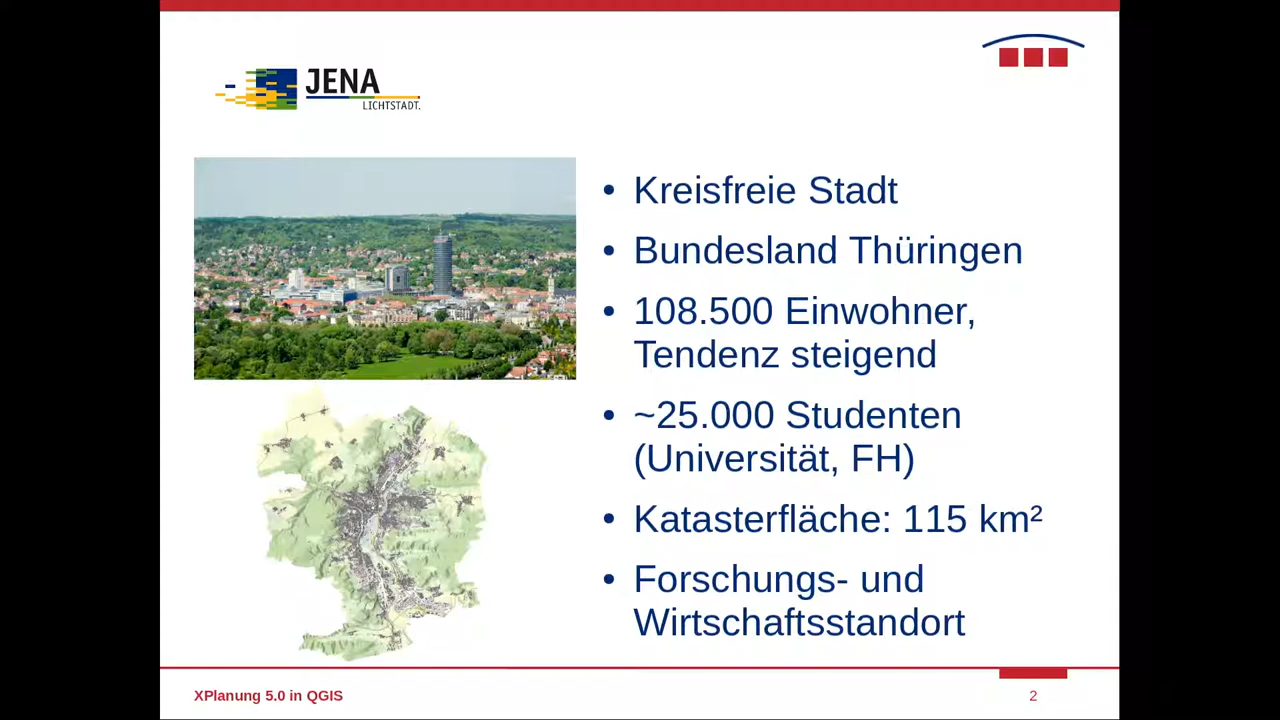 JENA
LICHTSTADT.
• Kreisfreie Stadt
• Bundesland Thüringen
• 108.500 Einwohner,
Tendenz steigend
• ~25.000 Studenten
(Universität, FH)
• Katasterfläche: 115 km²
• Forschungs- und
Wirtschaftsstandort
XPlanung 5.0 in QGIS
2